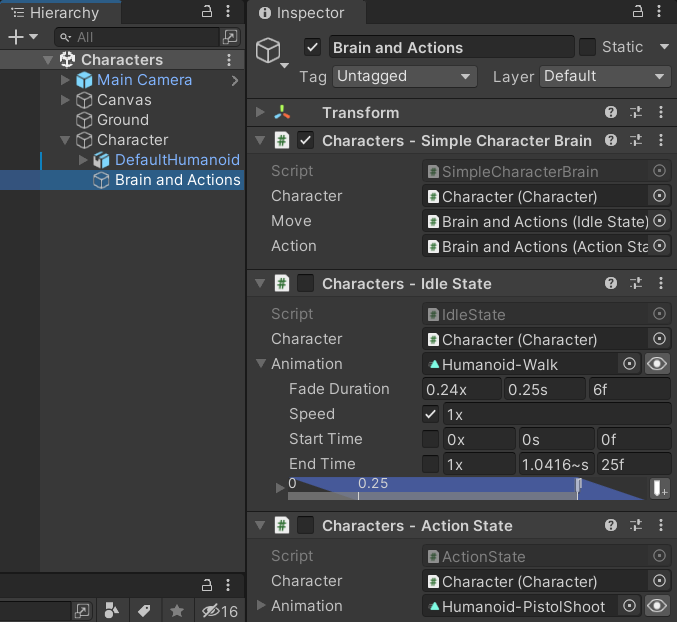 Hierarchy
All
Characters
Main Camera
Canvas
Ground
Character
DefaultHumanoid
Brain and Actions
16
Inspector
Brain and Actions
Static
Tag Untagged Layer Default
Transform
Characters - Simple Character Brain
Script # SimpleCharacterBrain
Character # Character (Character)
Move # Brain and Actions (Idle State)
Action # Brain and Actions (Action Sta
# Characters - Idle State
Script # IdleState
Character # Character (Character)
Animation Humanoid-Walk
Fade Duration 0.24x 0.25s 6f
Speed 1x
Start Time 0x 0s 0f
End Time 1x 1.0416~s 25f
0 0.25 1
# Characters - Action State
Script # ActionState
Character # Character (Character)
Animation Humanoid-PistolShoot